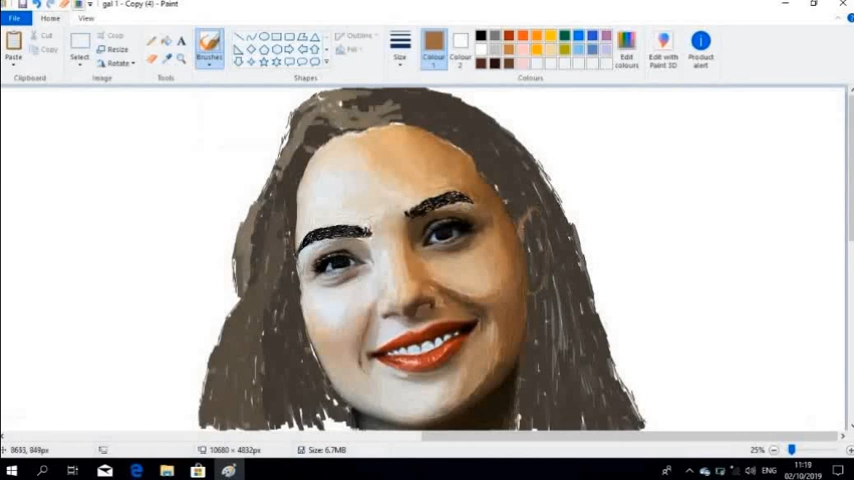 gal 1 - Copy (4) - Paint
File Home View
Paste
Cut
Copy
Clipboard
Select
Crop
Resize
Rotate
Image
A
Tools
Brushes
Outline
Fill
Shapes
Size
Colour 1
Colour 2
Edit colours
Edit with Paint 3D
Product alert
Colours
8693, 849px
10680 × 4832px
Size: 6.7MB
25%
ENG
11:19
02/10/2019